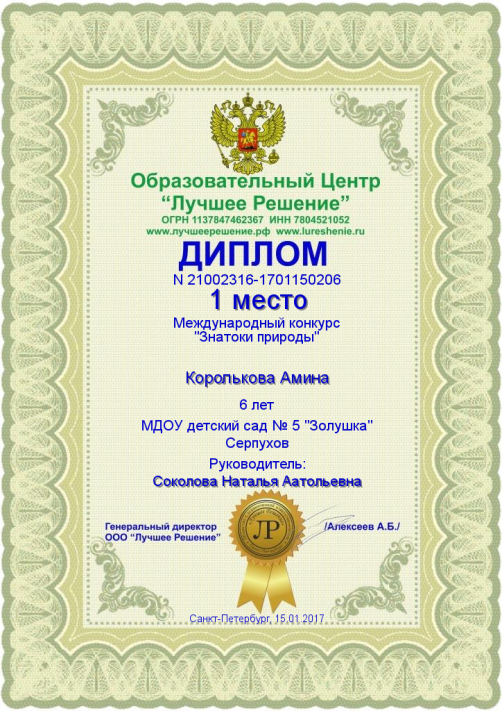 Образовательный Центр
“Лучшее Решение”
ОГРН 1137847462367 ИНН 7804521052
www.лучшеерешение.рф www.lureshenie.ru
ДИПЛОМ
N 21002316-1701150206
1 место
Международный конкурс
"Знатоки природы"
Королькова Амина
6 лет
МДОУ детский сад № 5 "Золушка"
Серпухов
Руководитель:
Соколова Наталья Аатольевна
Генеральный директор
ООО “Лучшее Решение”
ЛР
/Алексеев А.Б./
Санкт-Петербург, 15.01.2017